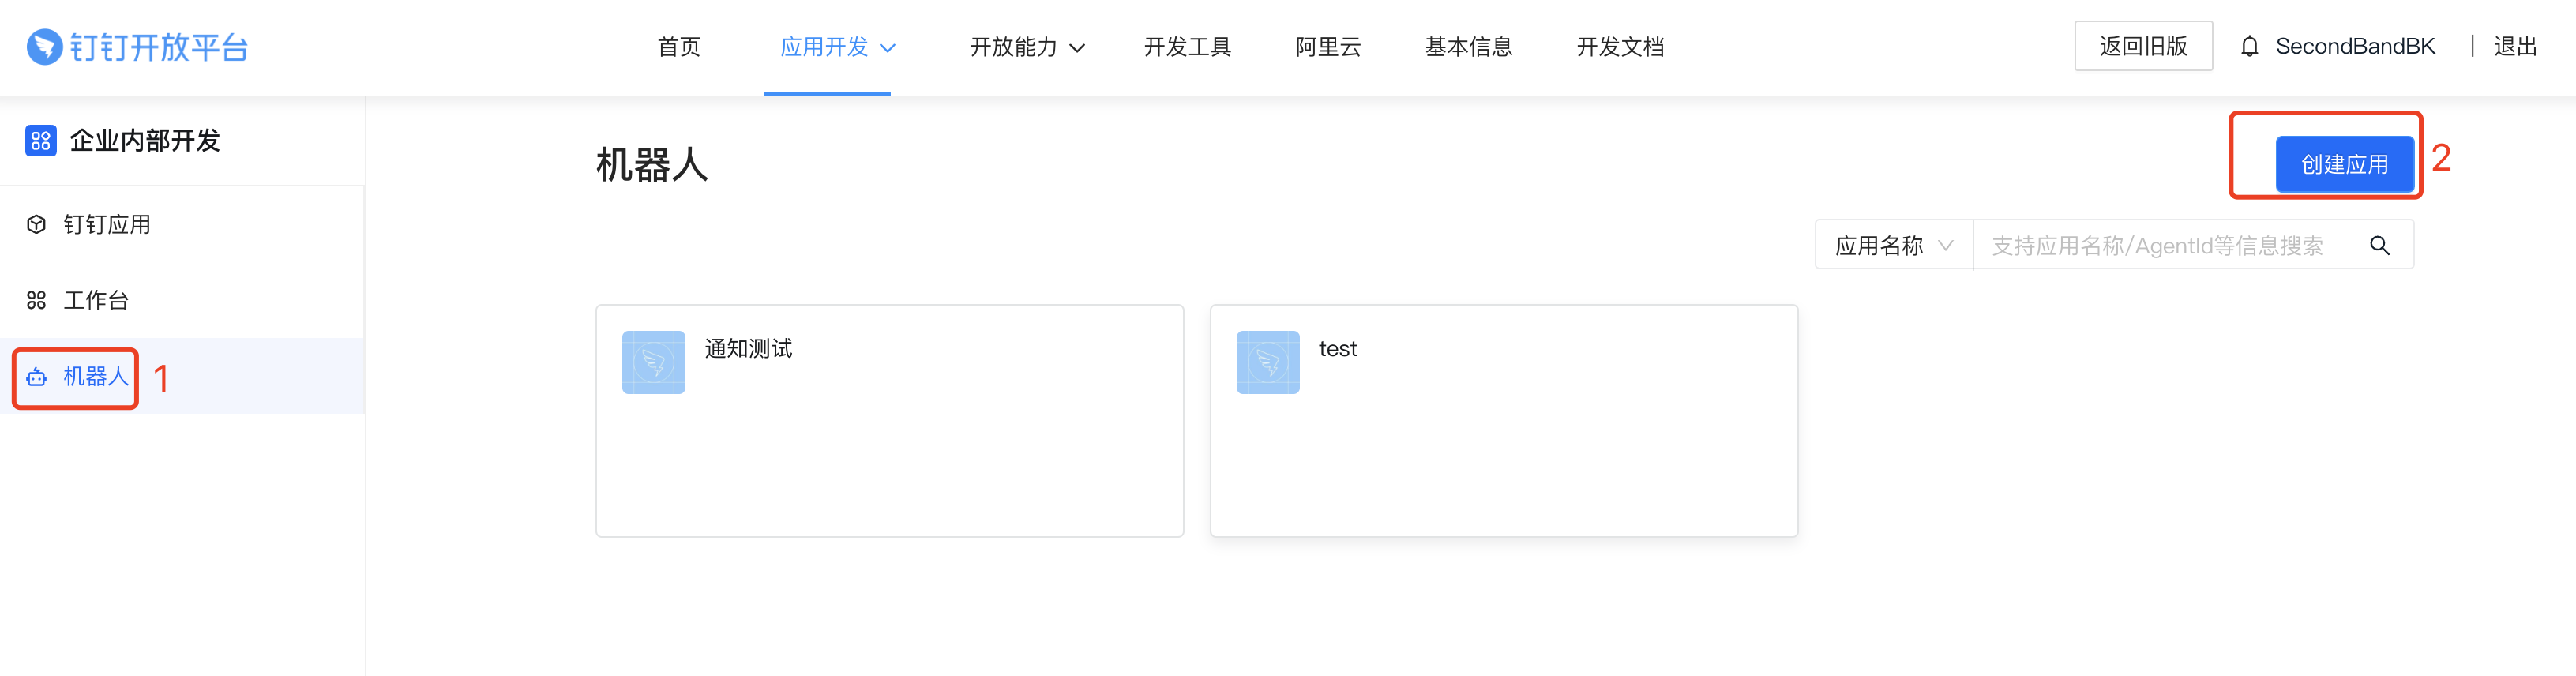 钉钉开放平台
首页 应用开发 开放能力 开发工具 阿里云 基本信息 开发文档 返回旧版 SecondBandBK | 退出
企业内部开发
机器人
创建应用 2
钉钉应用
应用名称 支持应用名称/AgentId等信息搜索
工作台
机器人 1
通知测试 test